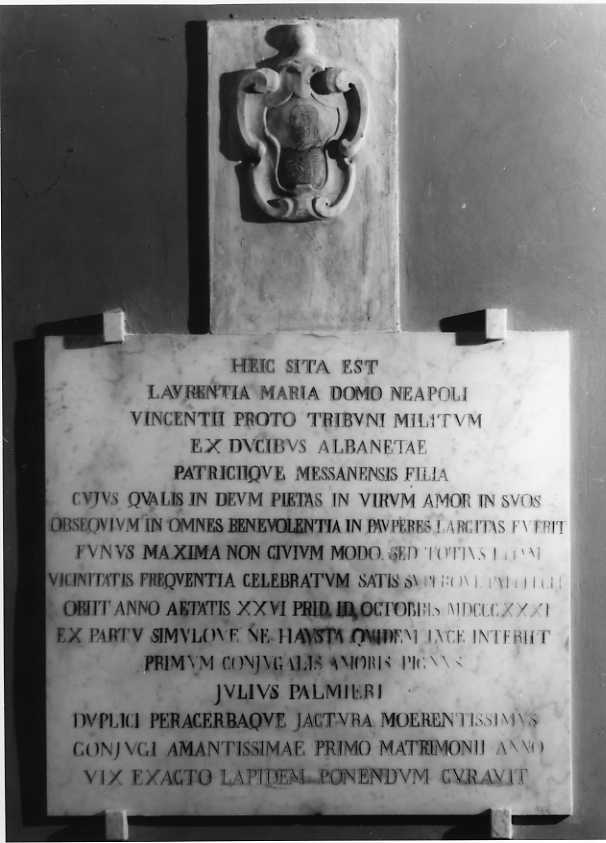 HEIC SITA EST
LAVRENTIA MARIA DOMO NEAPOLI
VINCENTII PROTO TRIBVNI MILITVM
EX DVCIBVS ALBANETAE
PATRICIIQVE MESSANENSIS FILIA
CVJVS QVALIS IN DEVM PIETAS IN VIRVM AMOR IN SVOS
OBSEQVIVM IN OMNES BENEVOLENTIA IN PAVPERES LARGITAS FVERIT
FVNVS MAXIMA NON CIVIVM MODO SED TOTIVS
VICINITATIS FREQVENTIA CELEBRATVM SATIS SVPERQVE
OBIIT ANNO AETATIS XXVI PRID. ID. OCTOBRIS MDCCCXXXI
EX PARTV SIMVLQVE NE HAVSTA QVIDEM LVCE INTERIIT
PRIMVM CONJVGALIS AMORIS PIGNVS
JVLIVS PALMIERI
DVPLICI PERACERBAQVE JACTVRA MOERENTISSIMVS
CONJVGI AMANTISSIMAE PRIMO MATRIMONII ANNO
VIX EXACTO LAPIDEM PONENDVM CVRAVIT